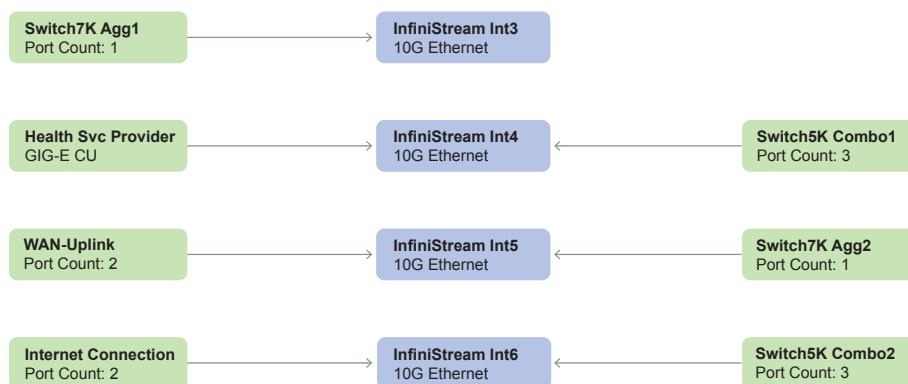 Switch7K Agg1
Port Count: 1
InfiniStream Int3
10G Ethernet
Health Svc Provider
GIG-E CU
InfiniStream Int4
10G Ethernet
Switch5K Combo1
Port Count: 3
WAN-Uplink
Port Count: 2
InfiniStream Int5
10G Ethernet
Switch7K Agg2
Port Count: 1
Internet Connection
Port Count: 2
InfiniStream Int6
10G Ethernet
Switch5K Combo2
Port Count: 3